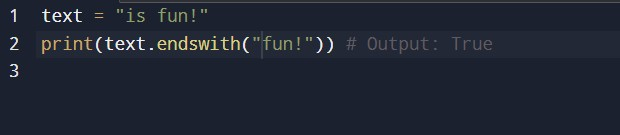 1 text = "is fun!"
2 print(text.endswith("fun!")) # Output: True
3